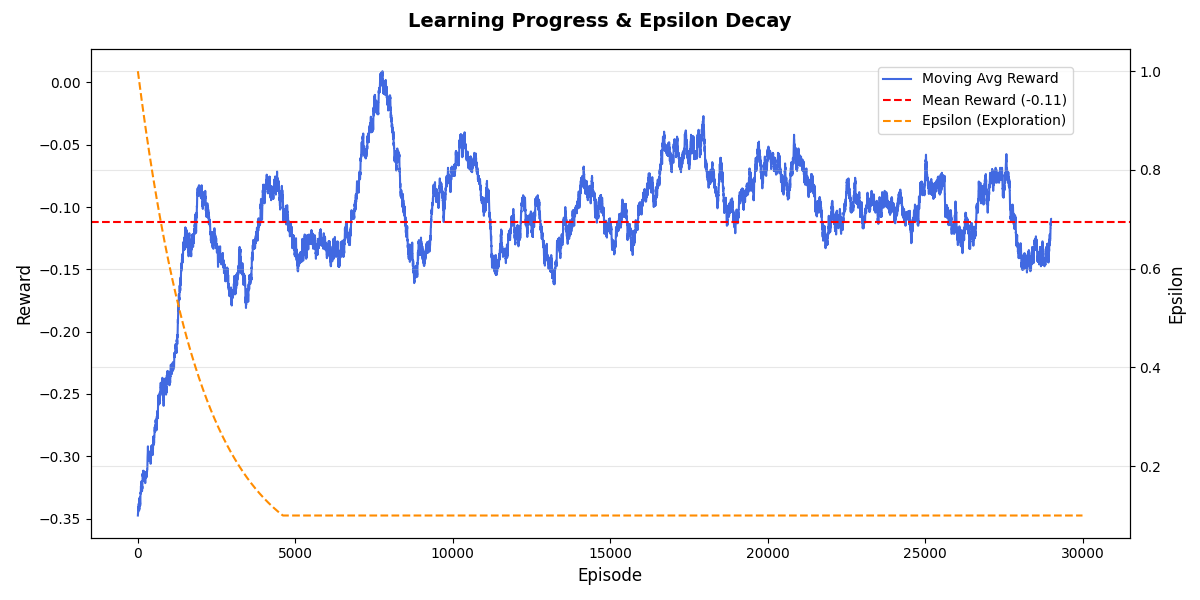 Learning Progress & Epsilon Decay
Moving Avg Reward
Mean Reward (-0.11)
Epsilon (Exploration)
Reward
0.00
−0.05
−0.10
−0.15
−0.20
−0.25
−0.30
−0.35
1.0
0.8
0.6
0.4
0.2
Epsilon
0 5000 10000 15000 20000 25000 30000
Episode